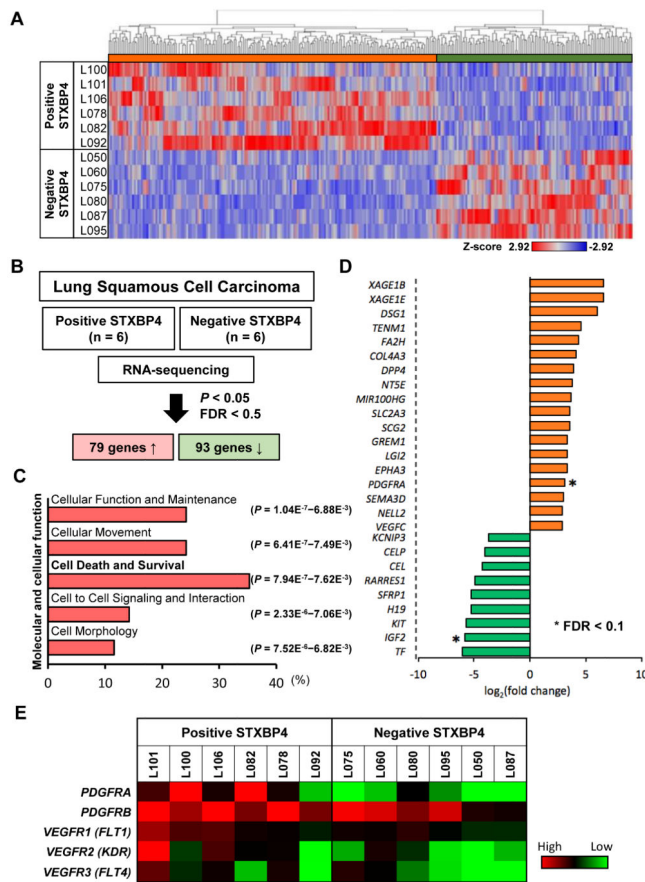 A
Positive STXBP4
L100
L101
L106
L078
L082
L092
Negative STXBP4
L050
L060
L075
L080
L087
L095
Z-score 2.92 -2.92
B
Lung Squamous Cell Carcinoma
Positive STXBP4 (n = 6)
Negative STXBP4 (n = 6)
RNA-sequencing
P < 0.05
FDR < 0.5
79 genes ↑
93 genes ↓
C
Molecular and cellular function
Cellular Function and Maintenance
(P = 1.04E-7−6.88E-3)
Cellular Movement
(P = 6.41E-7−7.49E-3)
Cell Death and Survival
(P = 7.94E-7−7.62E-3)
Cell to Cell Signaling and Interaction
(P = 2.33E-6−7.06E-3)
Cell Morphology
(P = 7.52E-6−6.82E-3)
0 10 20 30 40 (%)
D
XAGE1B
XAGE1E
DSG1
TENM1
FA2H
COL4A3
DPP4
NT5E
MIR100HG
SLC2A3
SCG2
GREM1
LGI2
EPHA3
PDGFRA *
SEMA3D
NELL2
VEGFC
KCNIP3
CELP
CEL
RARRES1
SFRP1
H19
KIT
IGF2 *
TF
* FDR < 0.1
-10 -5 0 5 10
log2(fold change)
E
Positive STXBP4 Negative STXBP4
L101 L100 L106 L082 L078 L092 L075 L060 L080 L095 L050 L087
PDGFRA
PDGFRB
VEGFR1 (FLT1)
VEGFR2 (KDR)
VEGFR3 (FLT4)
High Low